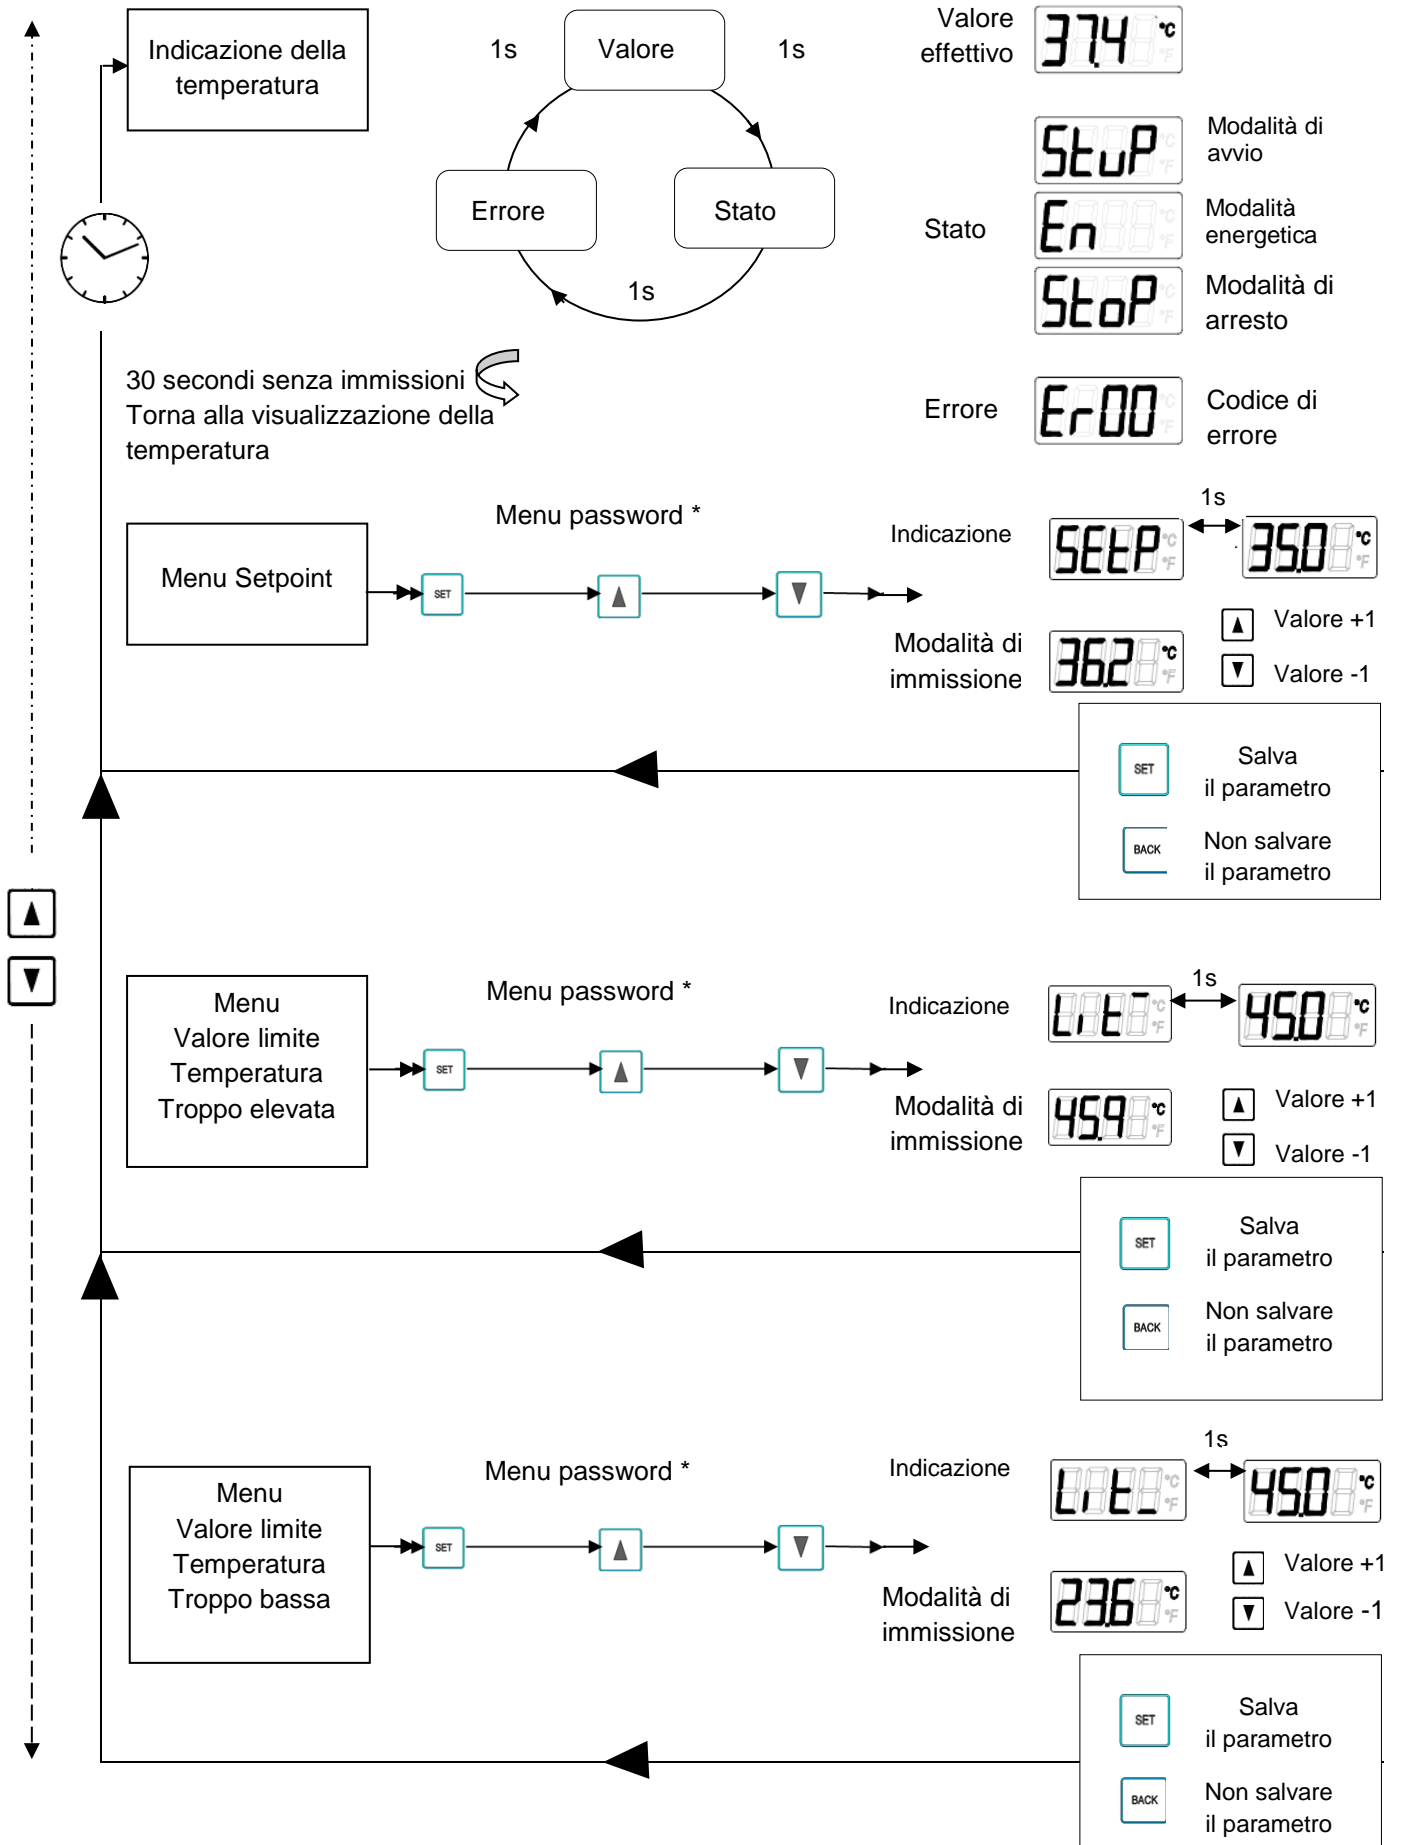 Indicazione della
temperatura
1s
Valore
1s
Errore
Stato
1s
Valore
effettivo
37.4 °C
°F
StuP °C
°F
Modalità di
avvio
Stato
En °C
°F
Modalità
energetica
StoP °C
°F
Modalità di
arresto
30 secondi senza immissioni
Torna alla visualizzazione della
temperatura
Errore
Er00 °C
°F
Codice di
errore
Menu Setpoint
Menu password *
SET
Indicazione
SEtP °C
°F
1s
35.0 °C
°F
Modalità di
immissione
36.2 °C
°F
Valore +1
Valore -1
SET
Salva
il parametro
BACK
Non salvare
il parametro
Menu
Valore limite
Temperatura
Troppo elevata
Menu password *
SET
Indicazione
Lit¯ °C
°F
1s
45.0 °C
°F
Modalità di
immissione
45.9 °C
°F
Valore +1
Valore -1
SET
Salva
il parametro
BACK
Non salvare
il parametro
Menu
Valore limite
Temperatura
Troppo bassa
Menu password *
SET
Indicazione
Lit_ °C
°F
1s
45.0 °C
°F
Modalità di
immissione
23.6 °C
°F
Valore +1
Valore -1
SET
Salva
il parametro
BACK
Non salvare
il parametro